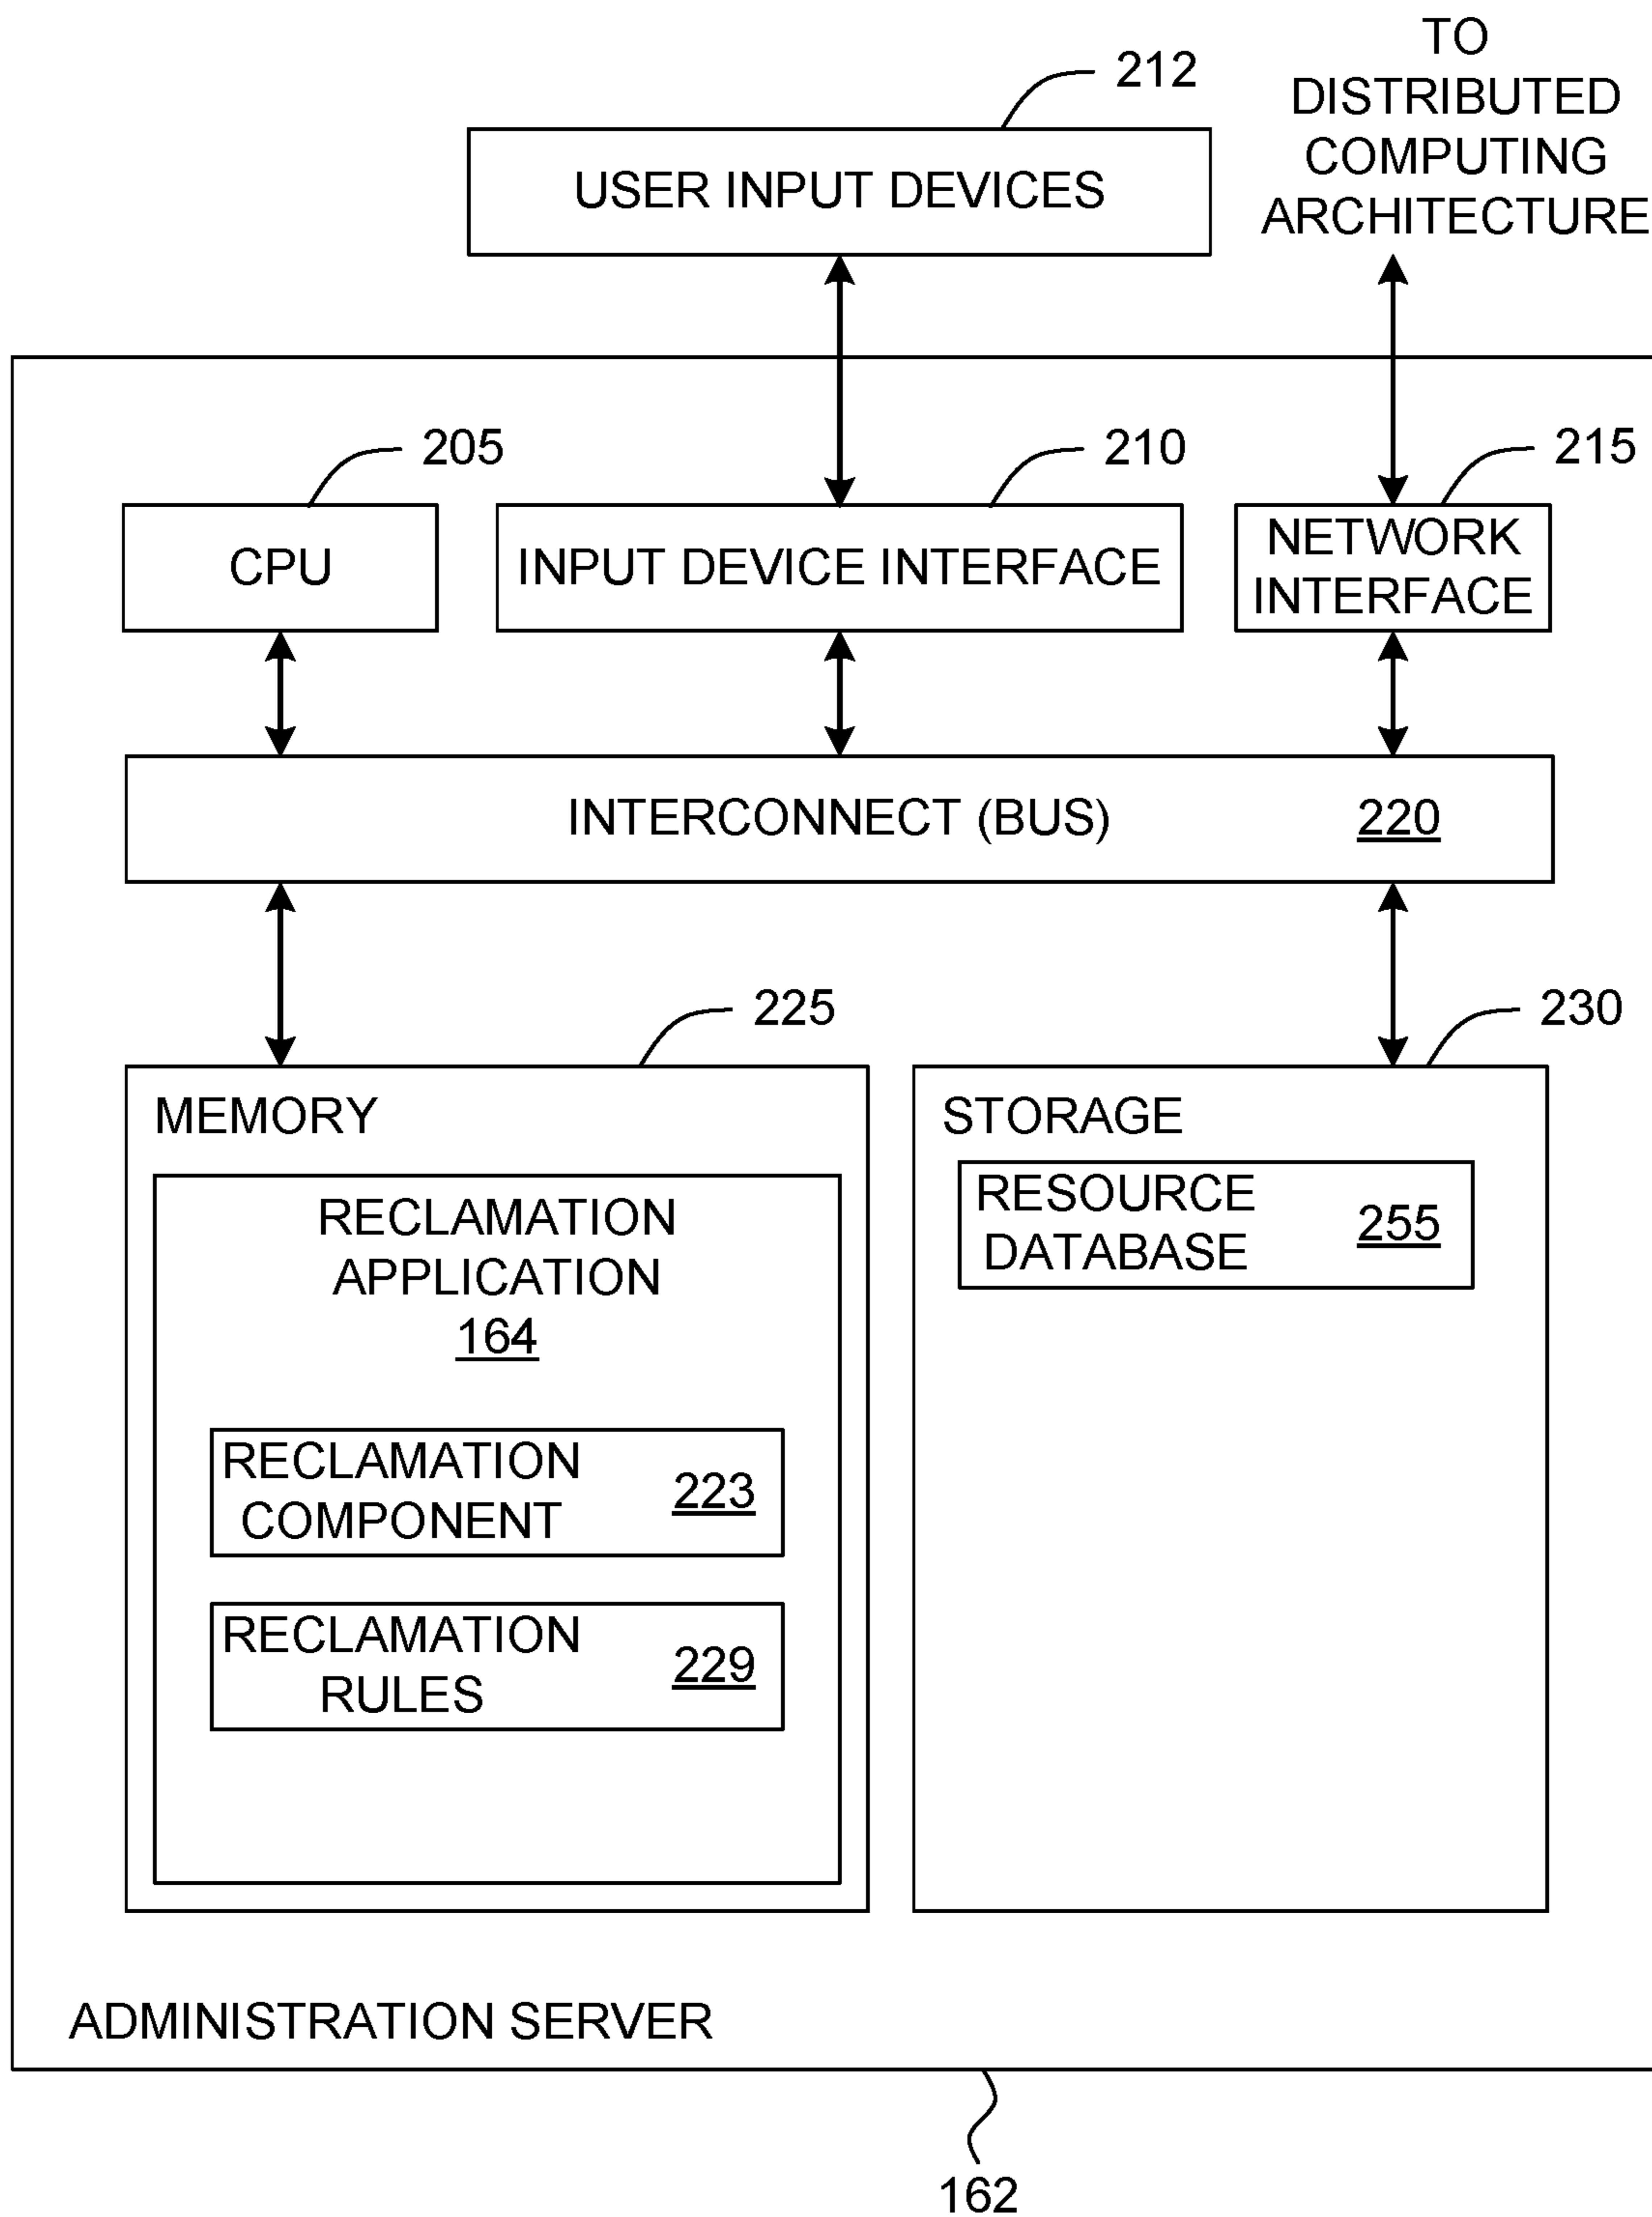 TO
DISTRIBUTED
COMPUTING
ARCHITECTURE
212
USER INPUT DEVICES
205
210
215
CPU
INPUT DEVICE INTERFACE
NETWORK
INTERFACE
INTERCONNECT (BUS) 220
225
230
MEMORY
RECLAMATION
APPLICATION
164
RECLAMATION
COMPONENT
223
RECLAMATION
RULES
229
STORAGE
RESOURCE
DATABASE
255
ADMINISTRATION SERVER
162